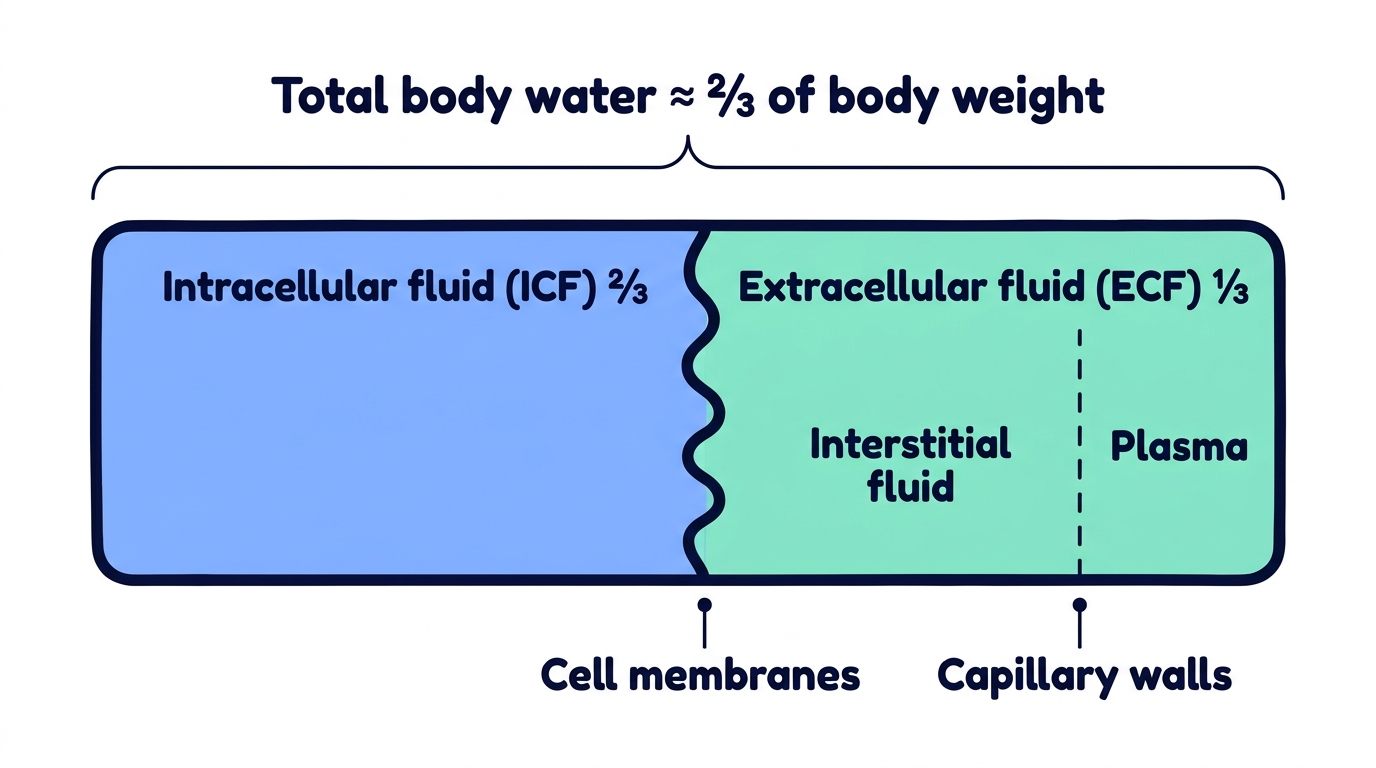 Total body water ≈ ⅔ of body weight
Intracellular fluid (ICF) ⅔
Extracellular fluid (ECF) ⅓
Interstitial
fluid
Plasma
Cell membranes
Capillary walls